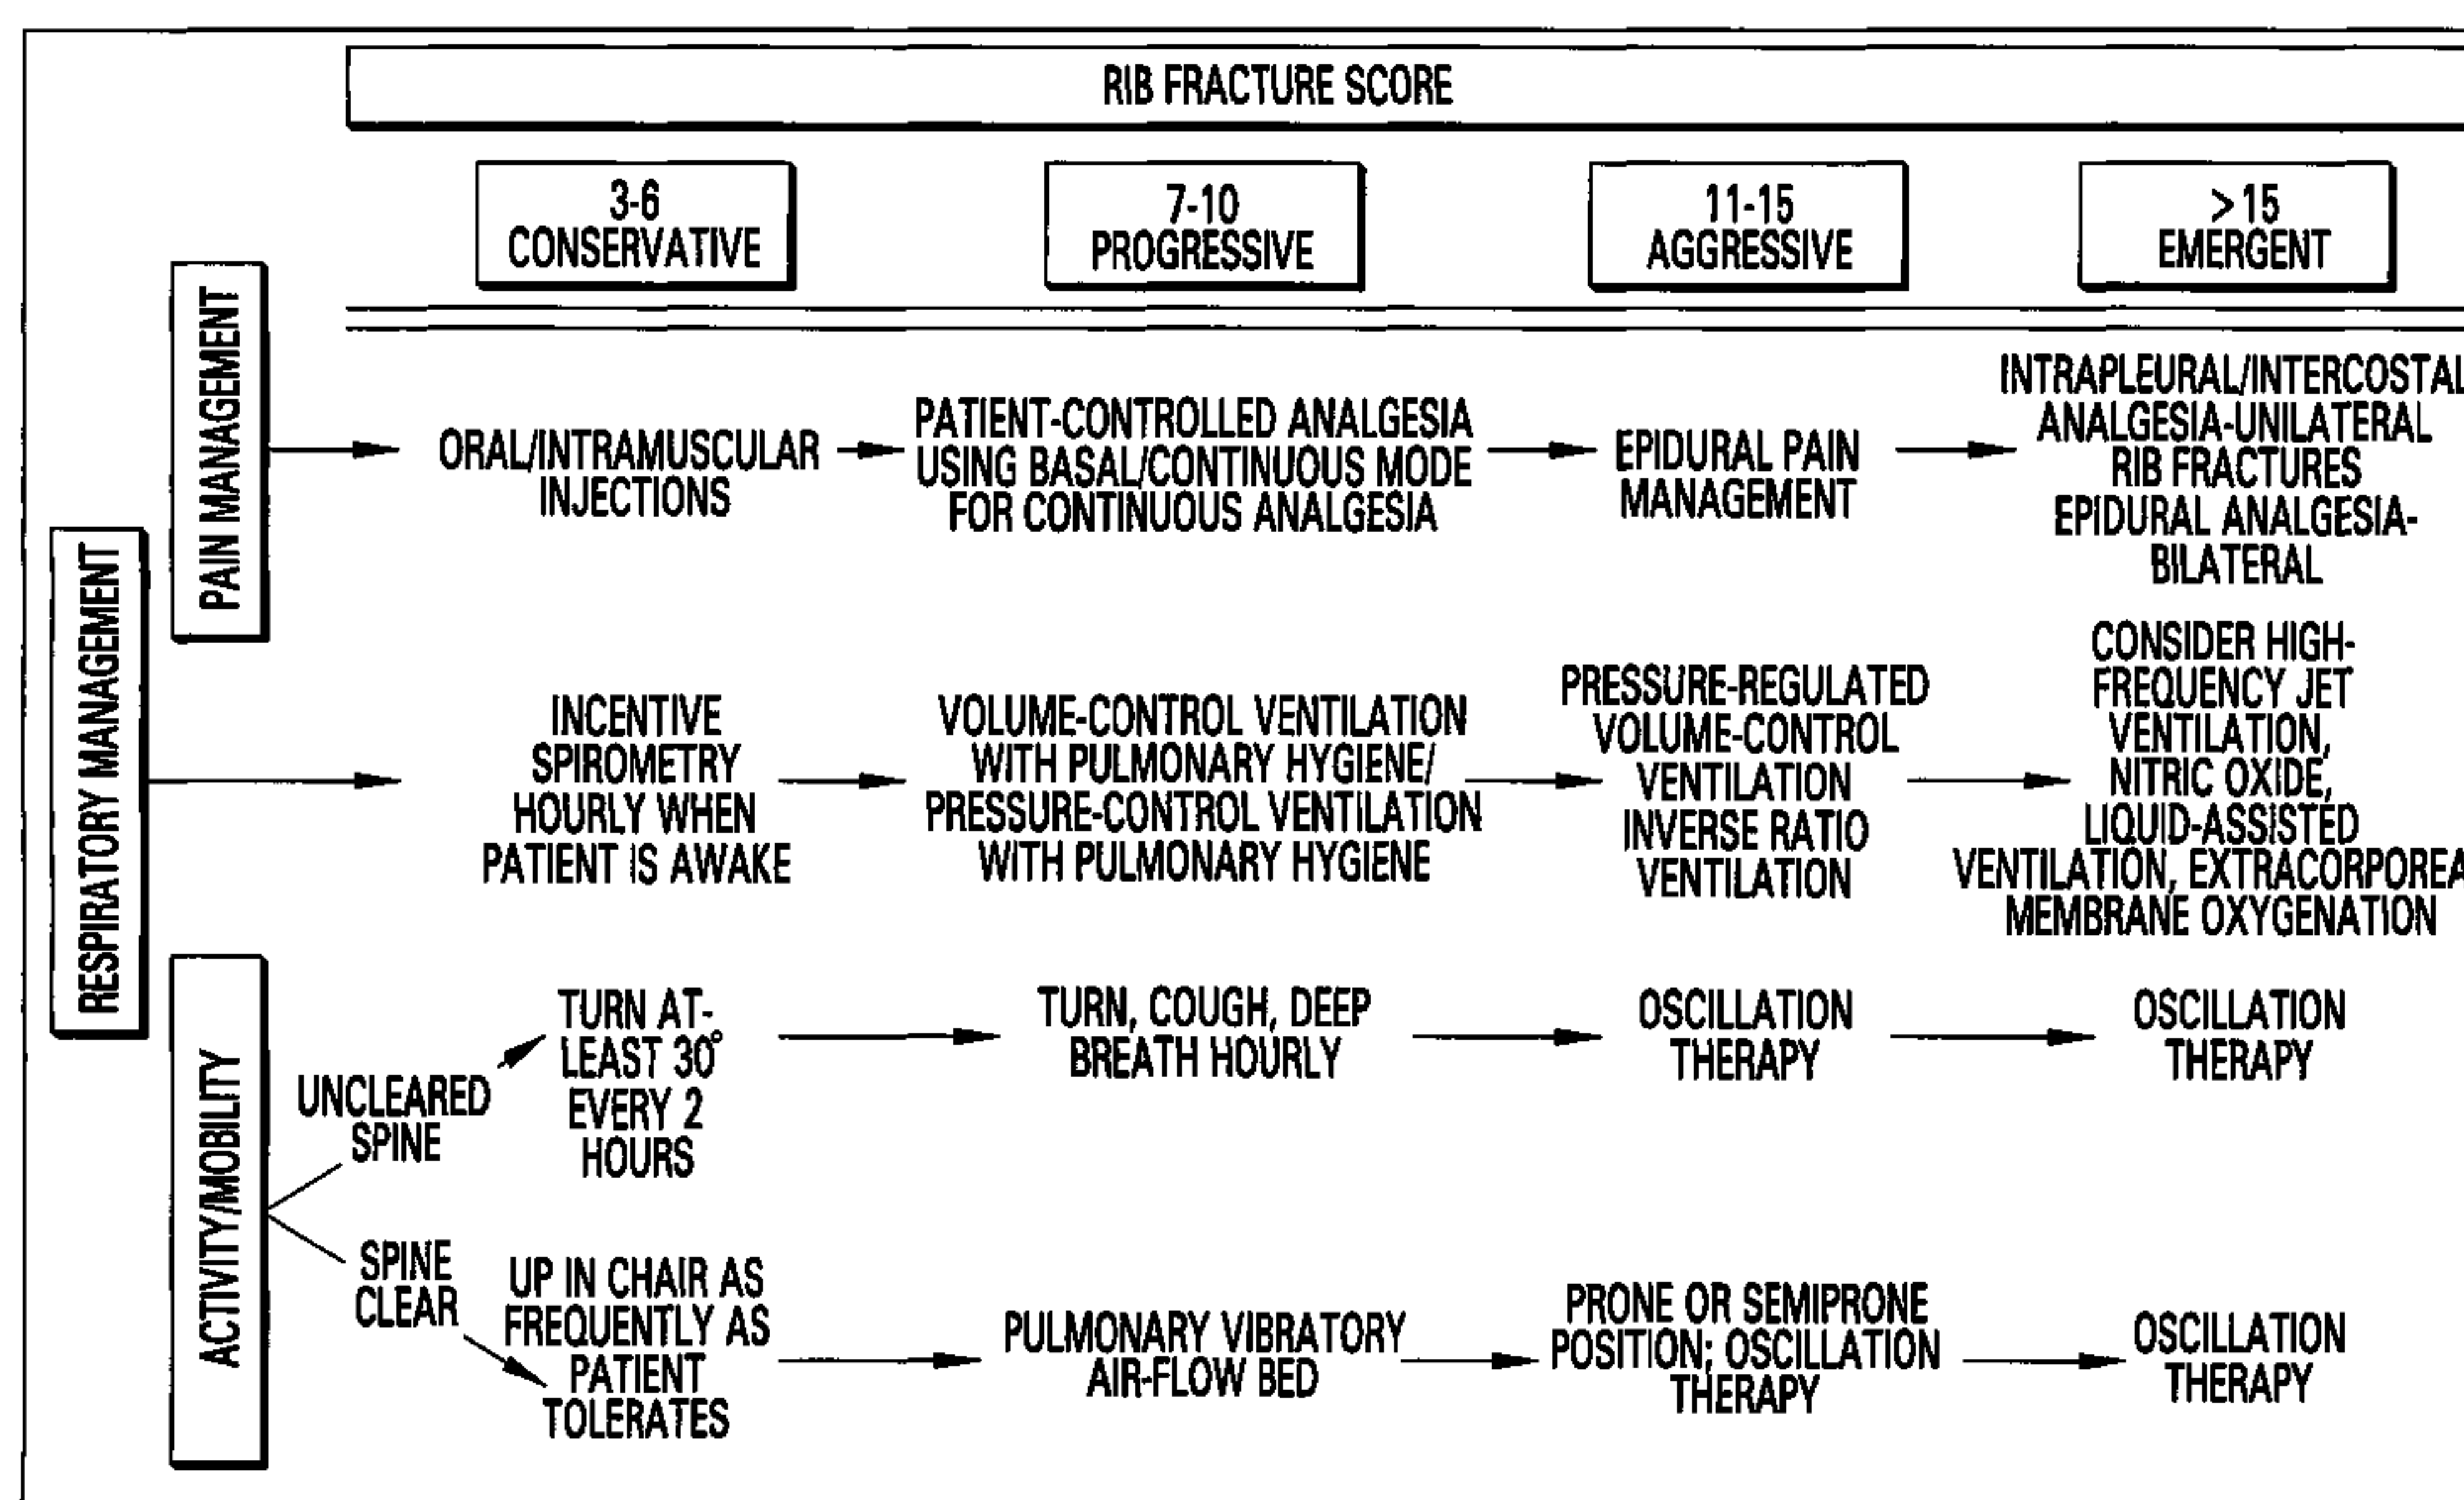 RIB FRACTURE SCORE
3-6
CONSERVATIVE
7-10
PROGRESSIVE
11-15
AGGRESSIVE
>15
EMERGENT
PAIN MANAGEMENT
ORAL/INTRAMUSCULAR
INJECTIONS
PATIENT-CONTROLLED ANALGESIA
USING BASAL/CONTINUOUS MODE
FOR CONTINUOUS ANALGESIA
EPIDURAL PAIN
MANAGEMENT
INTRAPLEURAL/INTERCOSTAL
ANALGESIA-UNILATERAL
RIB FRACTURES
EPIDURAL ANALGESIA-
BILATERAL
RESPIRATORY MANAGEMENT
INCENTIVE
SPIROMETRY
HOURLY WHEN
PATIENT IS AWAKE
VOLUME-CONTROL VENTILATION
WITH PULMONARY HYGIENE/
PRESSURE-CONTROL VENTILATION
WITH PULMONARY HYGIENE
PRESSURE-REGULATED
VOLUME-CONTROL
VENTILATION
INVERSE RATIO
VENTILATION
CONSIDER HIGH-
FREQUENCY JET
VENTILATION,
NITRIC OXIDE,
LIQUID-ASSISTED
VENTILATION, EXTRACORPOREA
MEMBRANE OXYGENATION
ACTIVITY/MOBILITY
UNCLEARED
SPINE
TURN AT-
LEAST 30°
EVERY 2
HOURS
TURN, COUGH, DEEP
BREATH HOURLY
OSCILLATION
THERAPY
OSCILLATION
THERAPY
SPINE
CLEAR
UP IN CHAIR AS
FREQUENTLY AS
PATIENT
TOLERATES
PULMONARY VIBRATORY
AIR-FLOW BED
PRONE OR SEMIPRONE
POSITION; OSCILLATION
THERAPY
OSCILLATION
THERAPY